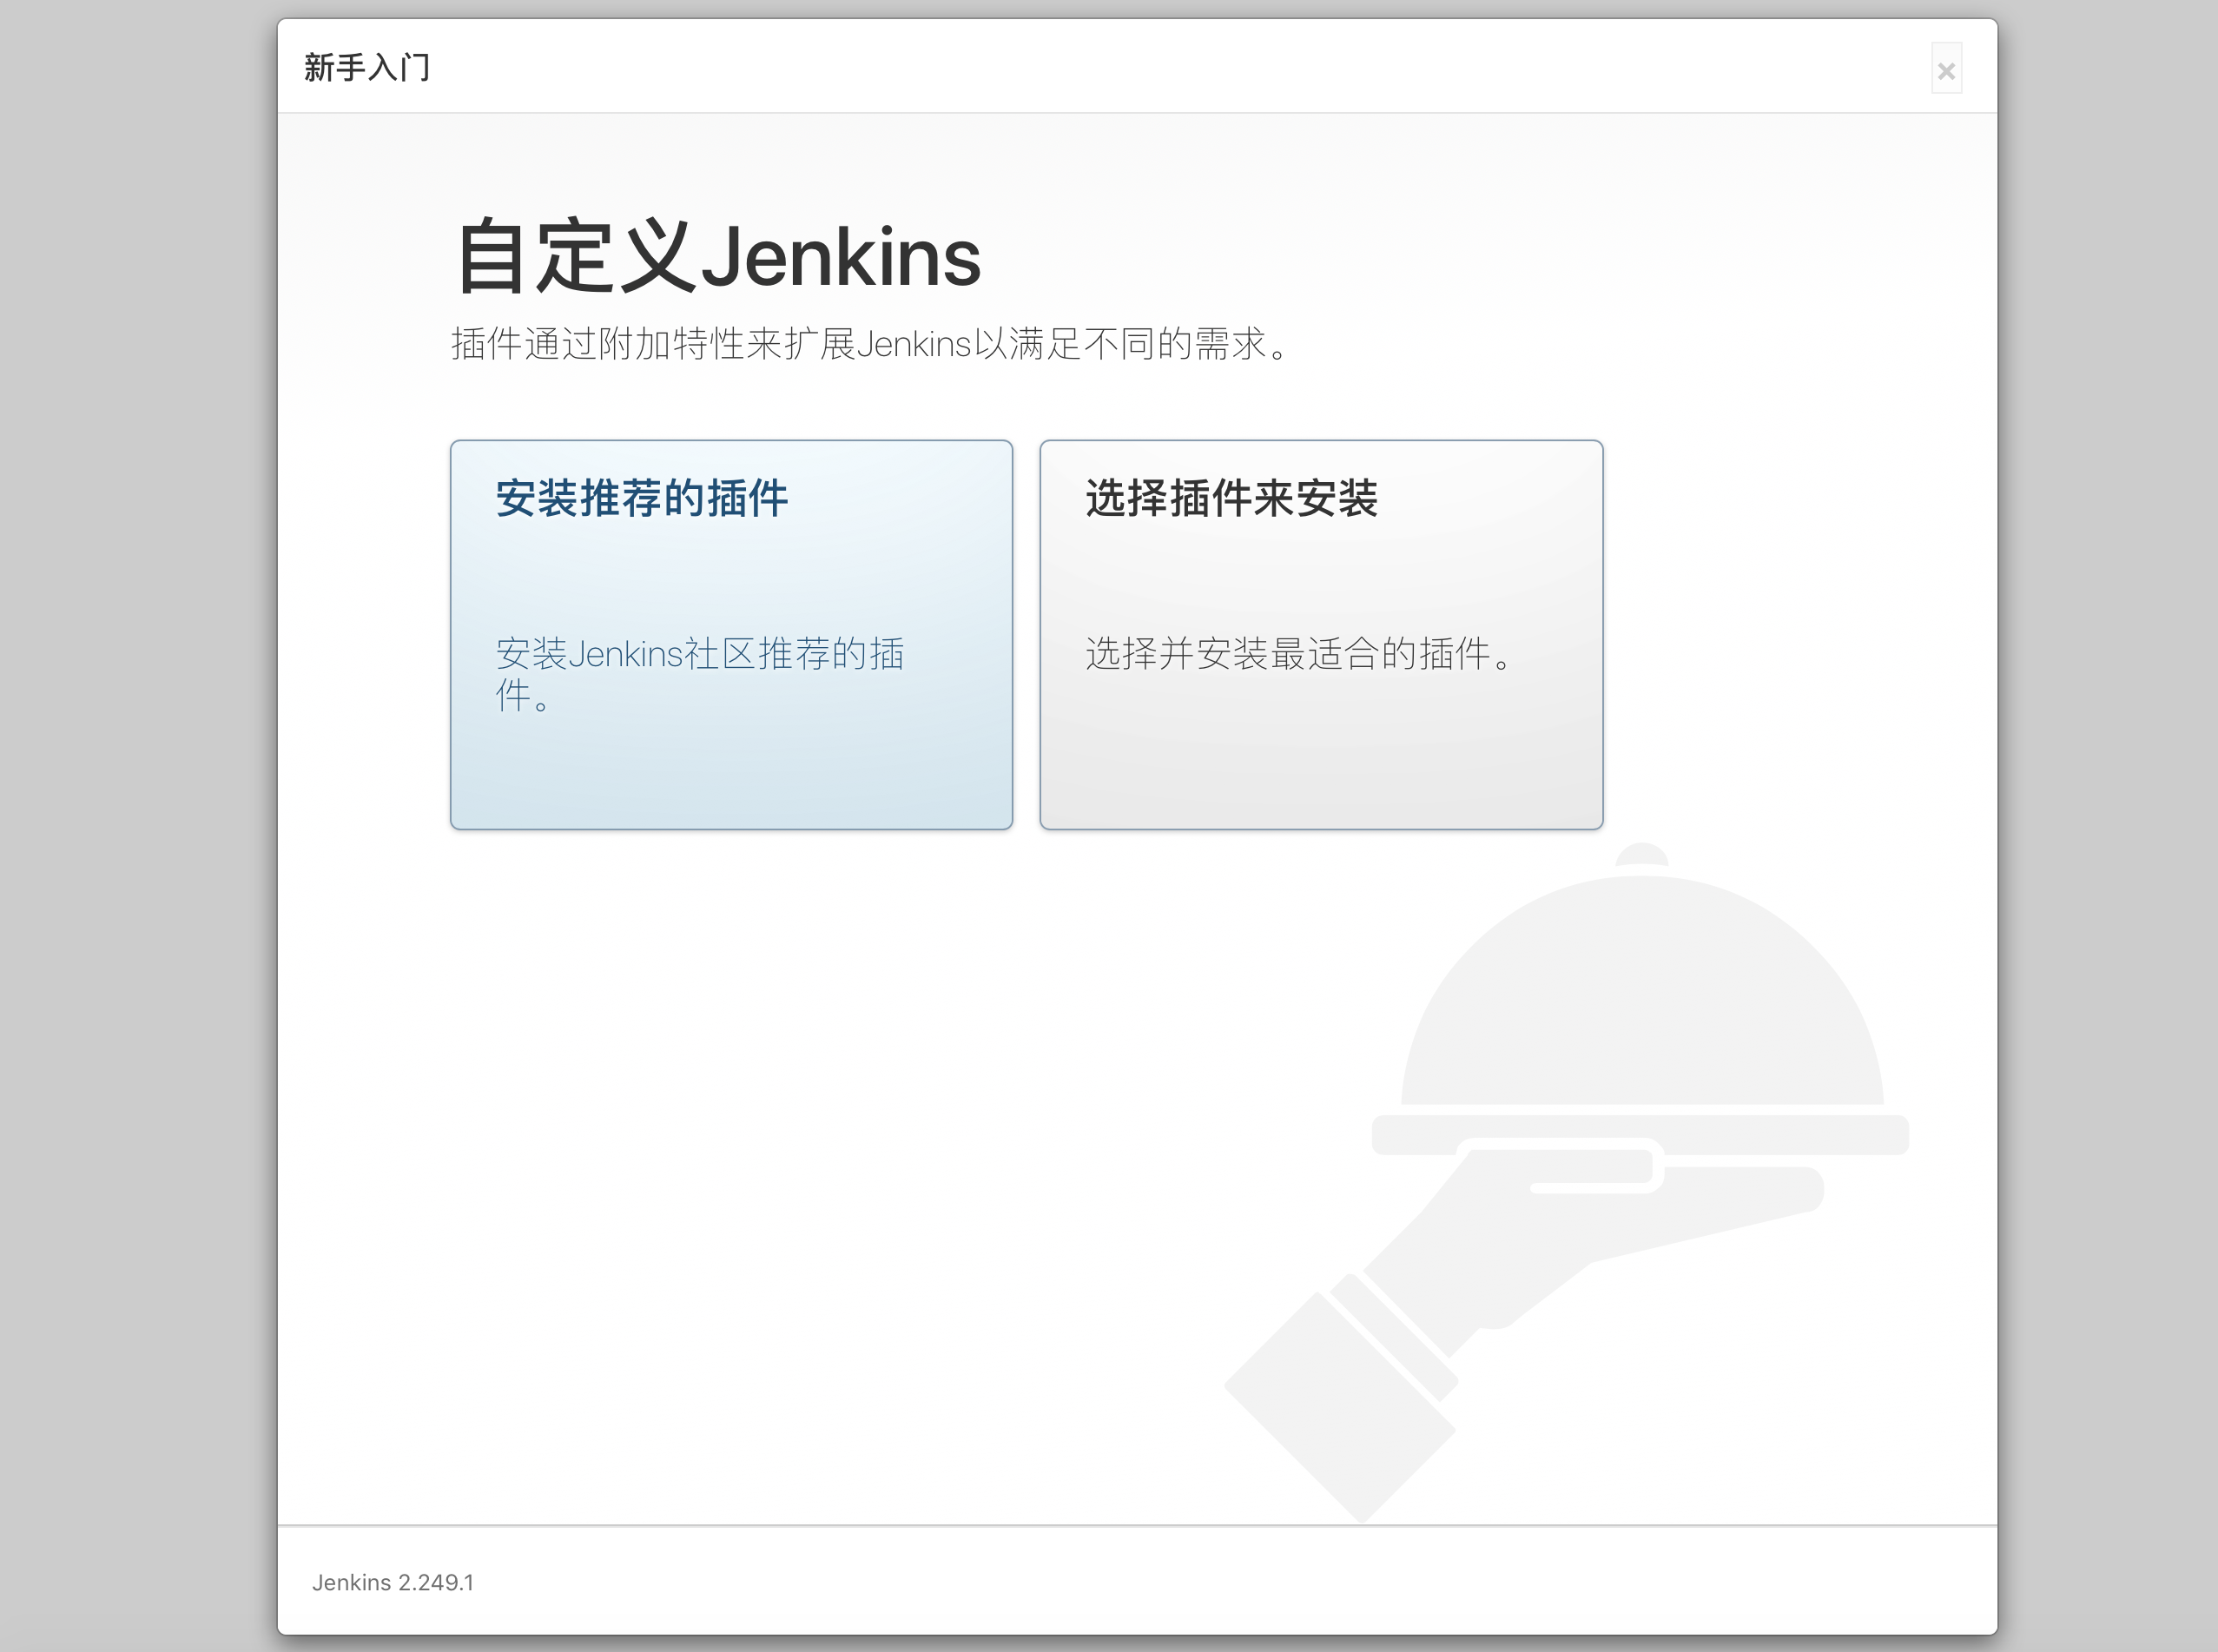 新手入门
×
自定义Jenkins
插件通过附加特性来扩展Jenkins以满足不同的需求。
安装推荐的插件
安装Jenkins社区推荐的插
件。
选择插件来安装
选择并安装最适合的插件。
Jenkins 2.249.1